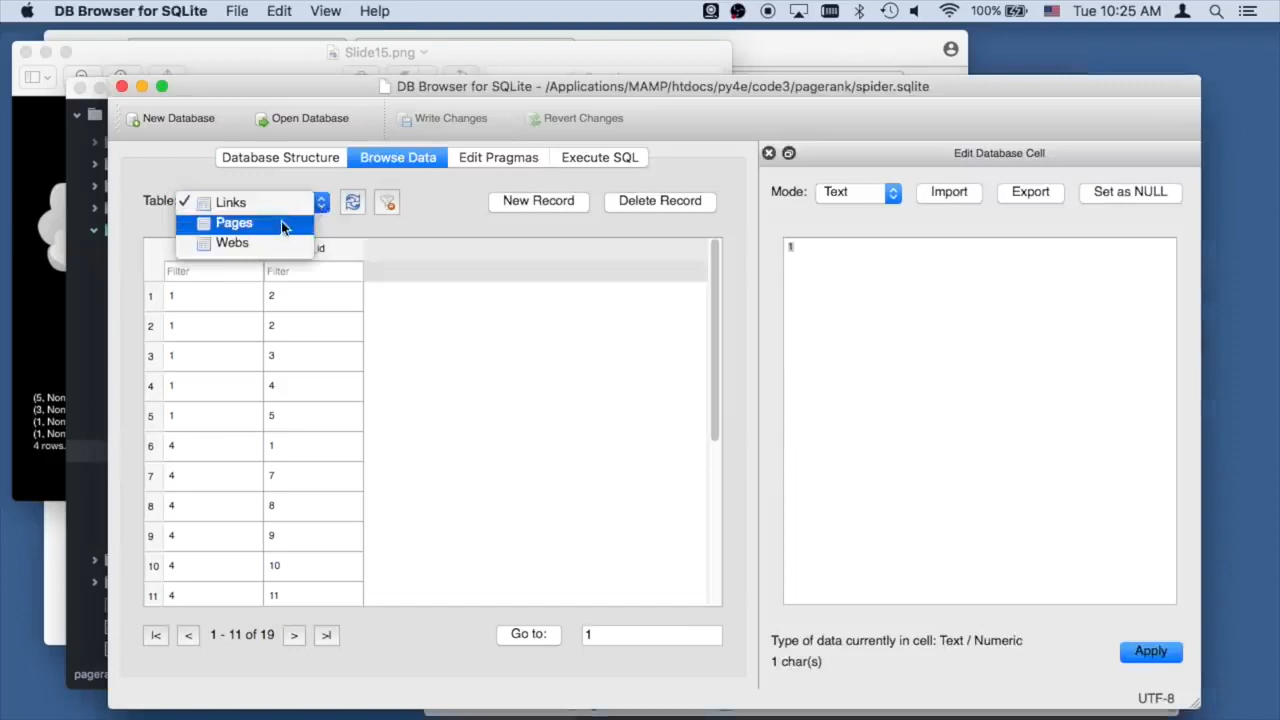 DB Browser for SQLite File Edit View Help 100% Tue 10:25 AM
Slide15.png
DB Browser for SQLite - /Applications/MAMP/htdocs/py4e/code3/pagerank/spider.sqlite
New Database Open Database Write Changes Revert Changes
Database Structure Browse Data Edit Pragmas Execute SQL
Edit Database Cell
Table: Links
Pages
Webs
New Record Delete Record
Mode: Text Import Export Set as NULL
id
Filter Filter
1 1 2
2 1 2
3 1 3
4 1 4
5 1 5
6 4 1
7 4 7
8 4 8
9 4 9
10 4 10
11 4 11
1
(5, Non
(3, Non
(1, Non
(1, Non
4 rows.
|< < 1 - 11 of 19 > >| Go to: 1
Type of data currently in cell: Text / Numeric
1 char(s)
Apply
pagera
UTF-8